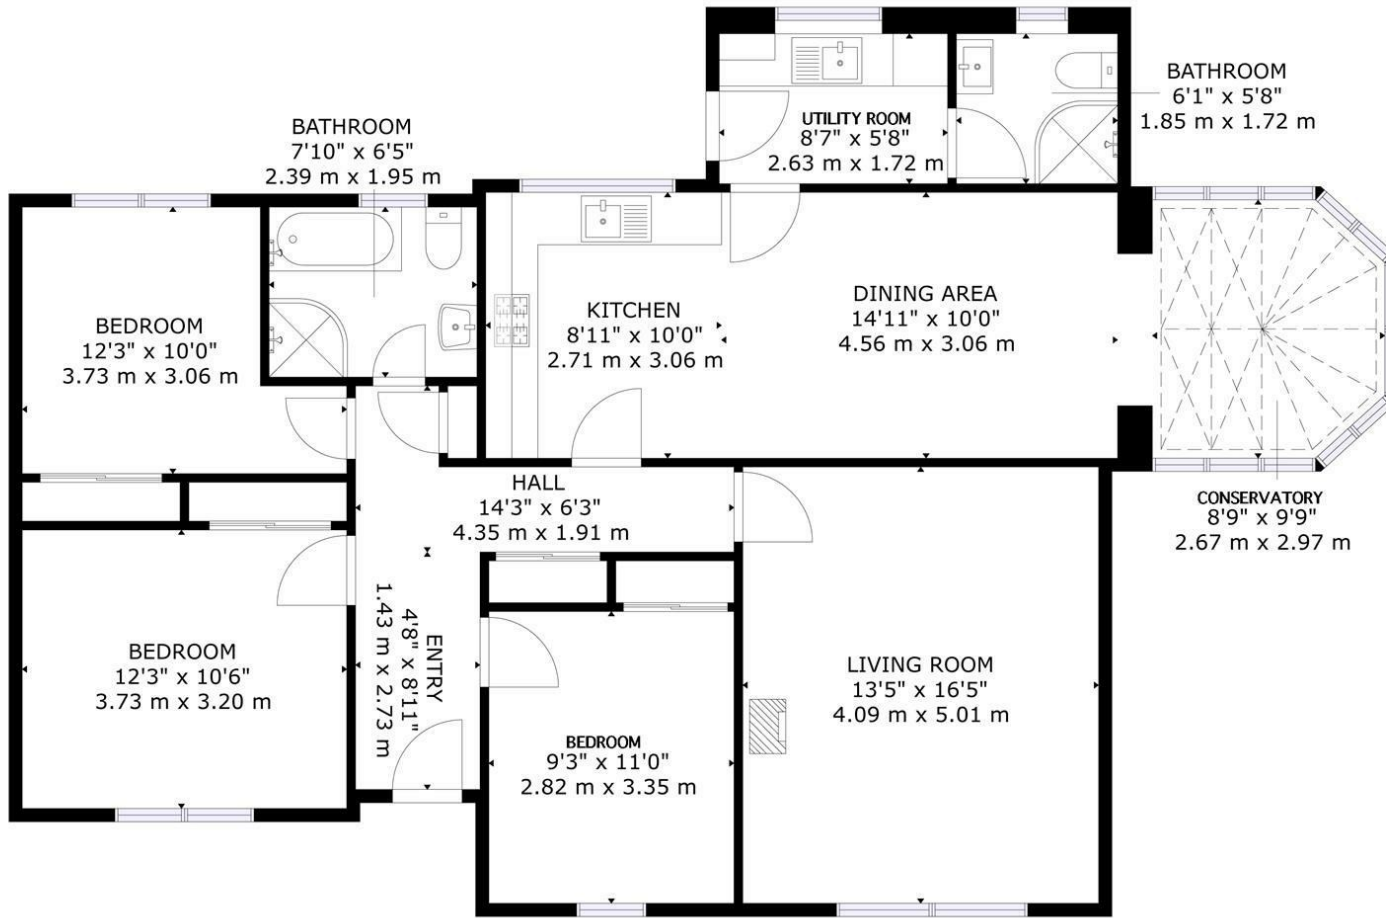 BATHROOM
6'1" x 5'8"
1.85 m x 1.72 m
UTILITY ROOM
8'7" x 5'8"
2.63 m x 1.72 m
BATHROOM
7'10" x 6'5"
2.39 m x 1.95 m
BEDROOM
12'3" x 10'0"
3.73 m x 3.06 m
KITCHEN
8'11" x 10'0"
2.71 m x 3.06 m
DINING AREA
14'11" x 10'0"
4.56 m x 3.06 m
HALL
14'3" x 6'3"
4.35 m x 1.91 m
CONSERVATORY
8'9" x 9'9"
2.67 m x 2.97 m
BEDROOM
12'3" x 10'6"
3.73 m x 3.20 m
ENTRY
4'8" x 8'11"
1.43 m x 2.73 m
BEDROOM
9'3" x 11'0"
2.82 m x 3.35 m
LIVING ROOM
13'5" x 16'5"
4.09 m x 5.01 m